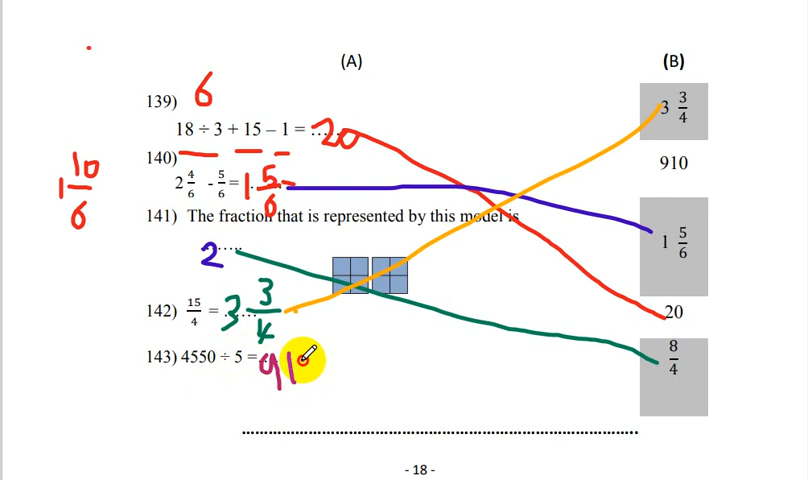 (A) (B)
139) 6
18 ÷ 3 + 15 – 1 = ....20
1 10/6
140)
2 4/6 - 5/6 = 1 5/6
141) The fraction that is represented by this model is
2 ......
142) 15/4 = 3 3/4
143) 4550 ÷ 5 = 910
3 3/4
910
1 5/6
20
8/4
................................................................
- 18 -